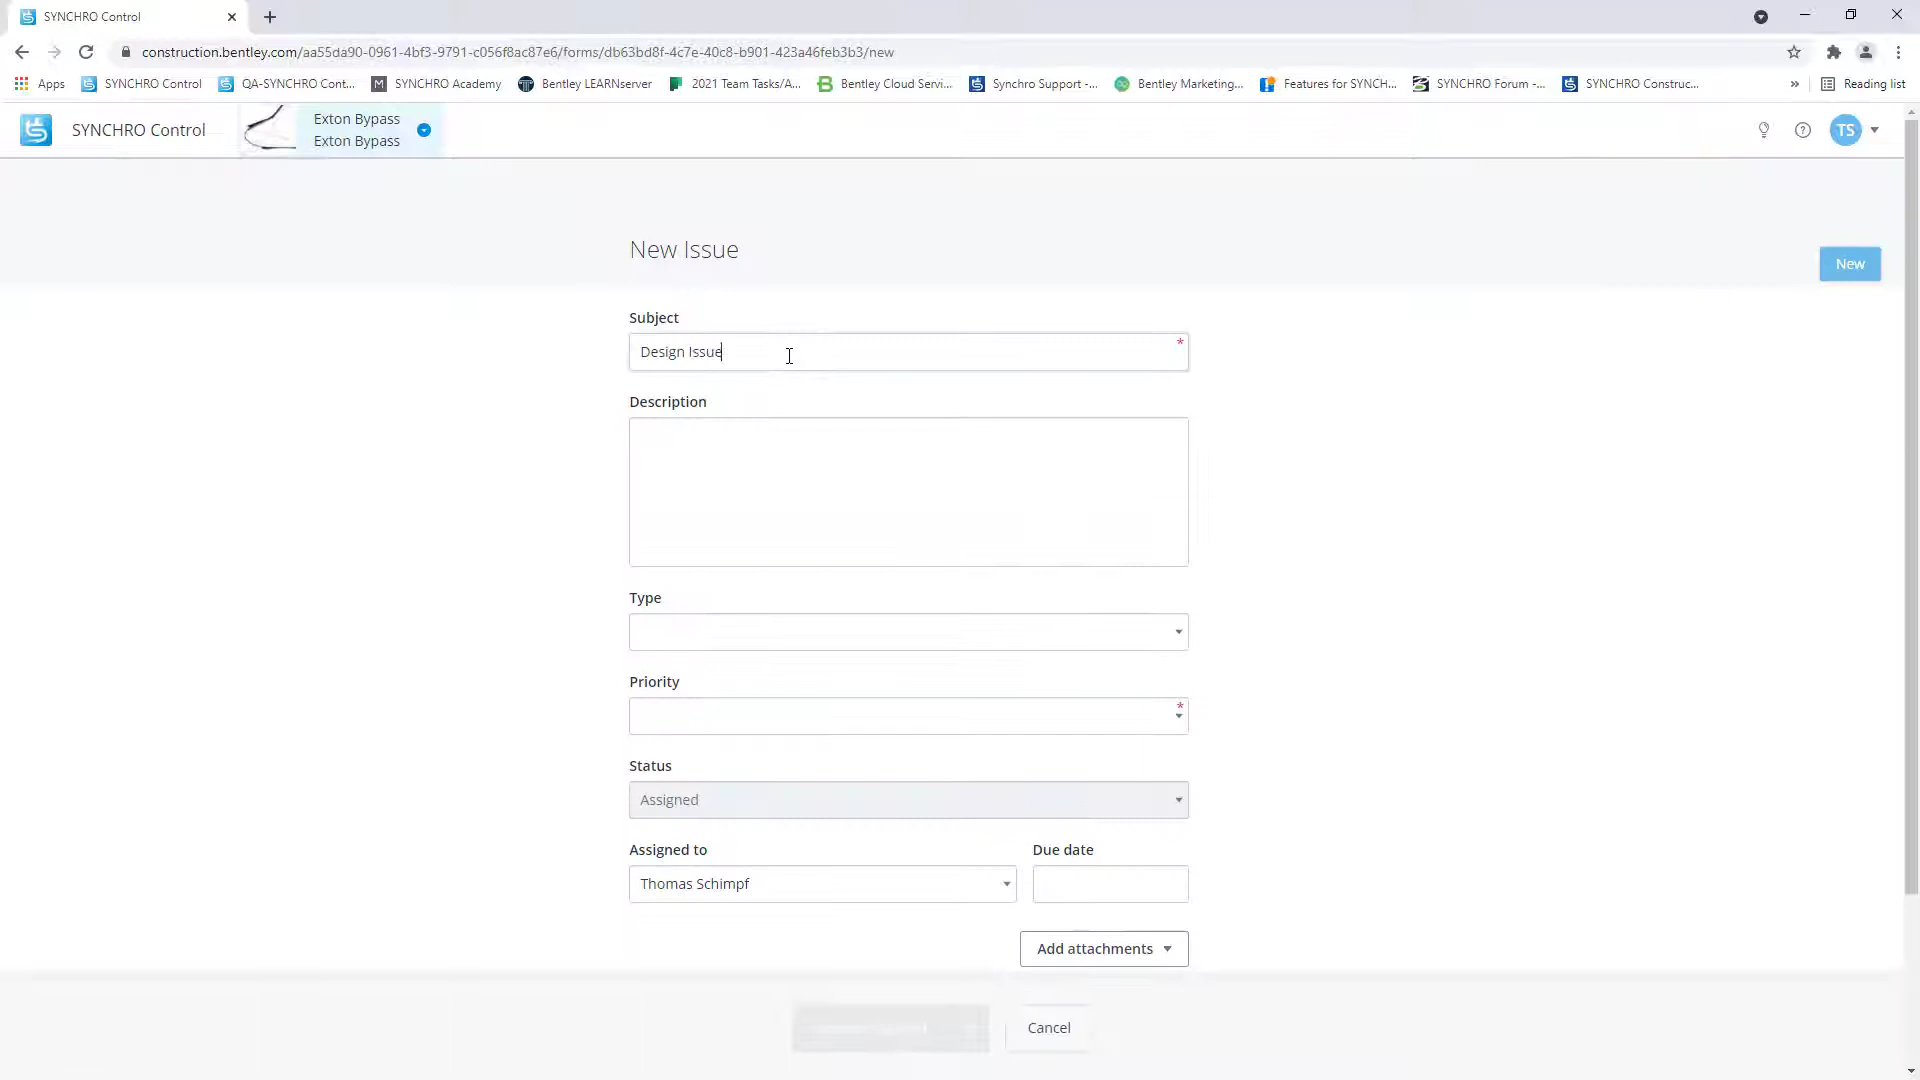 SYNCHRO Control
construction.bentley.com/aa55da90-0961-4bf3-9791-c056f8ac87e6/forms/db63bd8f-4c7e-40c8-b901-423a46feb3b3/new
Apps SYNCHRO Control QA-SYNCHRO Cont... SYNCHRO Academy Bentley LEARNserver 2021 Team Tasks/A... Bentley Cloud Servi... Synchro Support -... Bentley Marketing... Features for SYNCH... SYNCHRO Forum -... SYNCHRO Construc... » Reading list
SYNCHRO Control
Exton Bypass
Exton Bypass
TS
New Issue
New
Subject
Design Issue
*
Description
Type
Priority
*
Status
Assigned
Assigned to Due date
Thomas Schimpf
Add attachments
Cancel